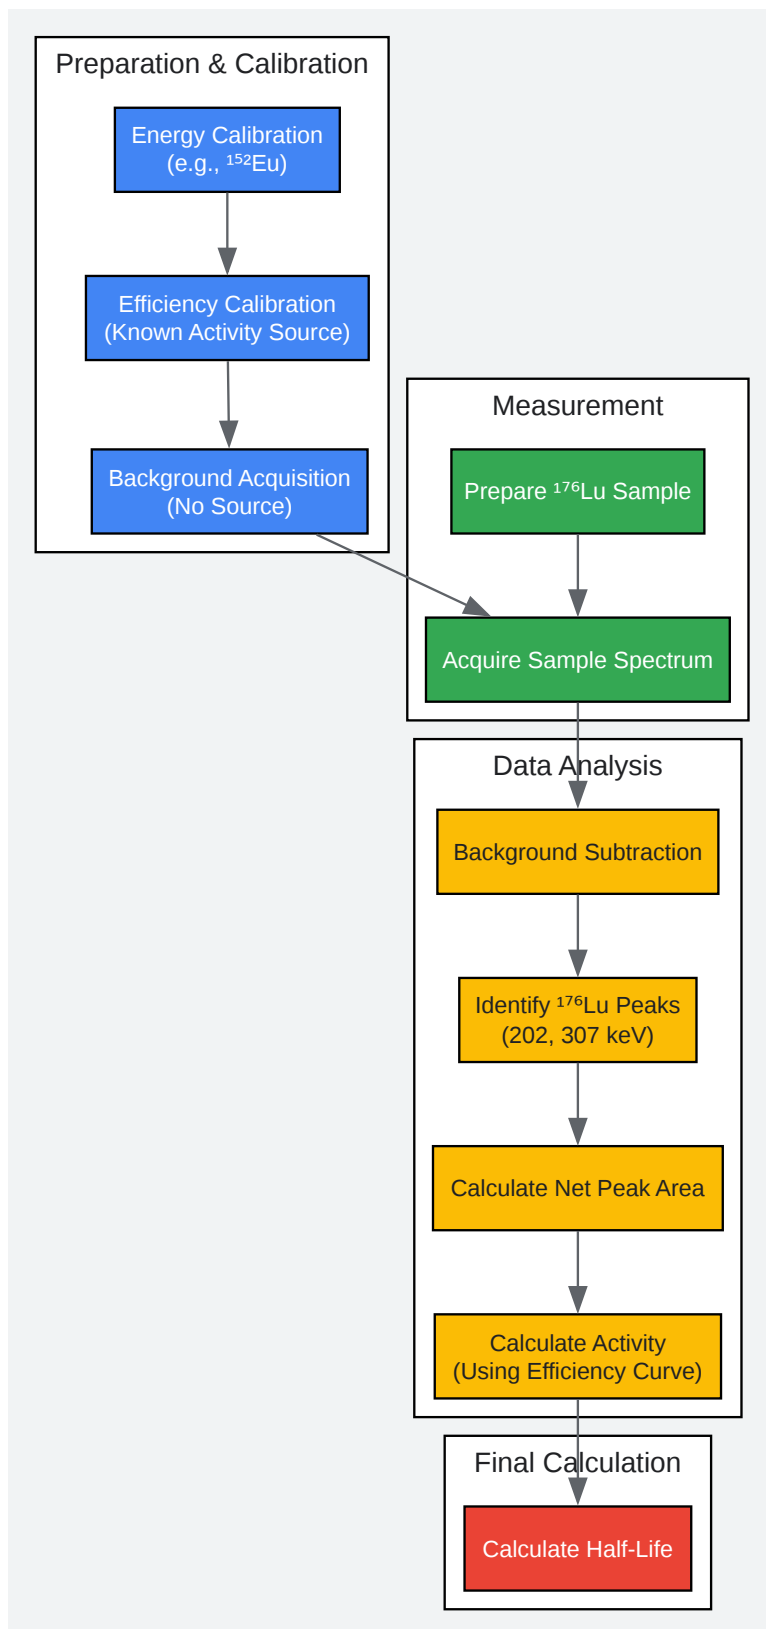 Preparation & Calibration
Energy Calibration
(e.g., ¹⁵²Eu)
Efficiency Calibration
(Known Activity Source)
Background Acquisition
(No Source)
Measurement
Prepare ¹⁷⁶Lu Sample
Acquire Sample Spectrum
Data Analysis
Background Subtraction
Identify ¹⁷⁶Lu Peaks
(202, 307 keV)
Calculate Net Peak Area
Calculate Activity
(Using Efficiency Curve)
Final Calculation
Calculate Half-Life